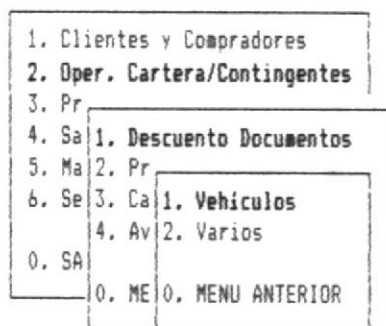 1. Clientes y Compradores
2. Oper. Cartera/Contingentes
3. Pr
4. Sa
5. Ma
6. Se
0. SA
1. Descuento Documentos
2. Pr
3. Ca
4. Av
0. ME
1. Vehículos
2. Varios
0. MENU ANTERIOR